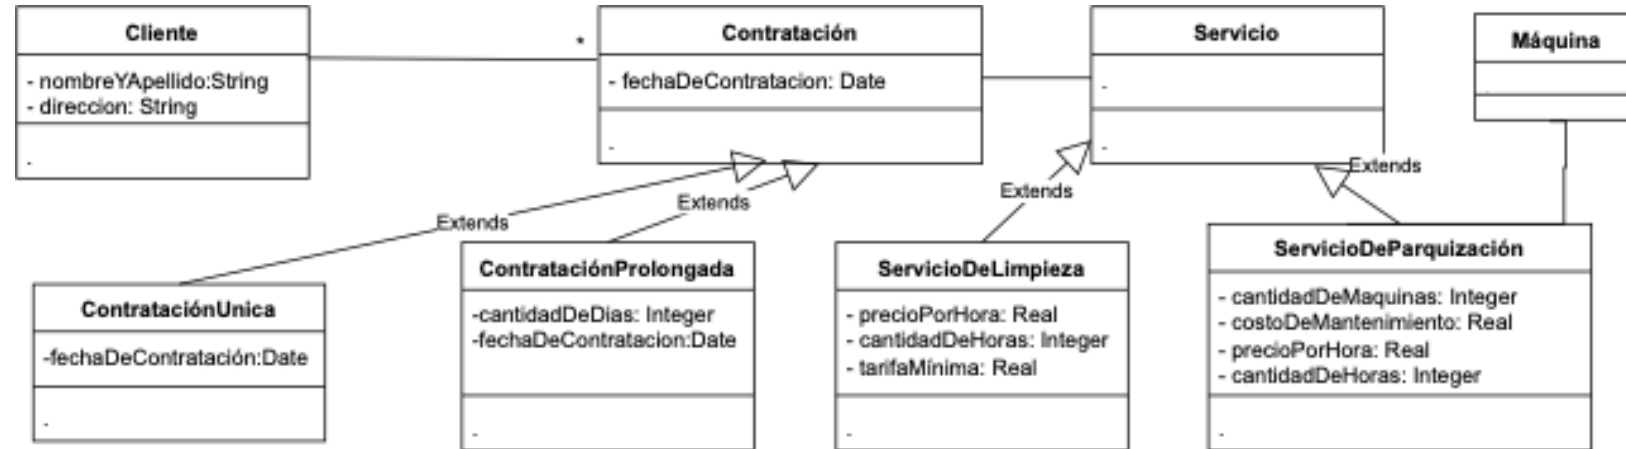 Cliente
- nombreYApellido:String
- direccion: String
.
*
Contratación
- fechaDeContratacion: Date
.
Servicio
.
.
Máquina
.
Extends
Extends
Extends
Extends
ContrataciónUnica
-fechaDeContratación:Date
.
ContrataciónProlongada
-cantidadDeDias: Integer
-fechaDeContratacion:Date
.
ServicioDeLimpieza
- precioPorHora: Real
- cantidadDeHoras: Integer
- tarifaMínima: Real
.
ServicioDeParquización
- cantidadDeMaquinas: Integer
- costoDeMantenimiento: Real
- precioPorHora: Real
- cantidadDeHoras: Integer
.